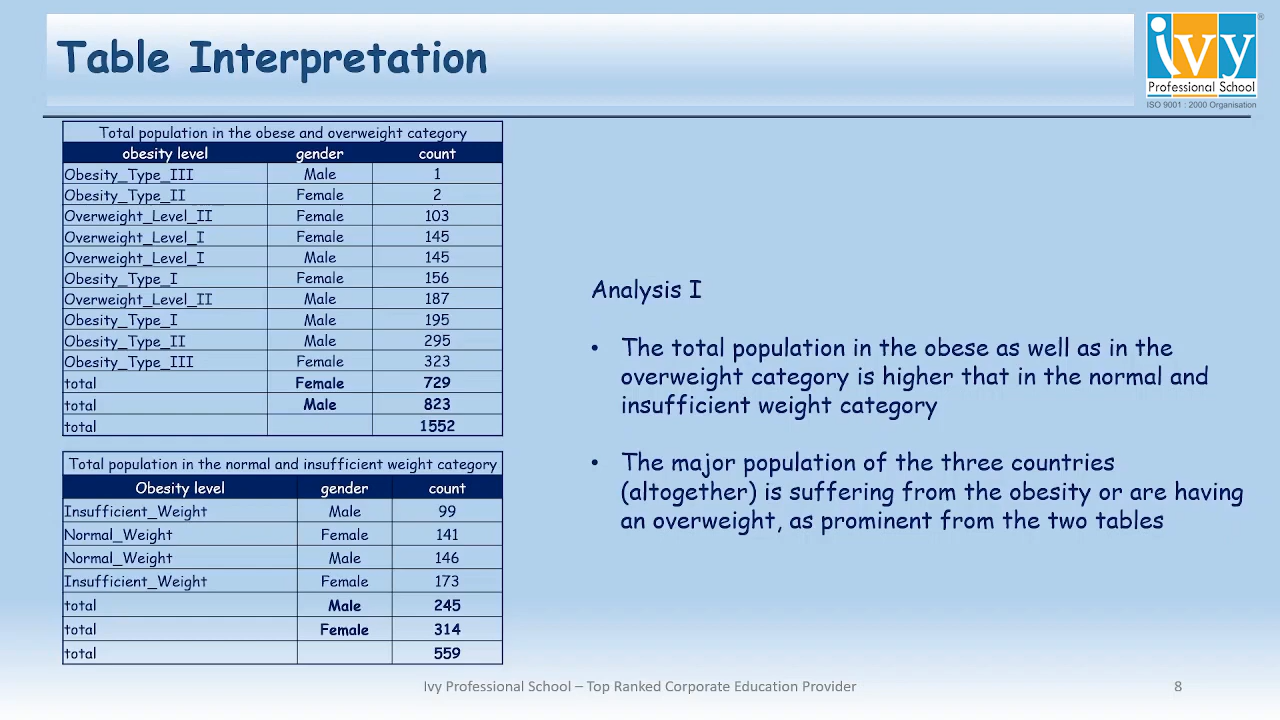 Table Interpretation
ivy
Professional School
®
ISO 9001 : 2000 Organisation
Total population in the obese and overweight category
obesity level gender count
Obesity_Type_III Male 1
Obesity_Type_II Female 2
Overweight_Level_II Female 103
Overweight_Level_I Female 145
Overweight_Level_I Male 145
Obesity_Type_I Female 156
Overweight_Level_II Male 187
Obesity_Type_I Male 195
Obesity_Type_II Male 295
Obesity_Type_III Female 323
total Female 729
total Male 823
total 1552
Total population in the normal and insufficient weight category
Obesity level gender count
Insufficient_Weight Male 99
Normal_Weight Female 141
Normal_Weight Male 146
Insufficient_Weight Female 173
total Male 245
total Female 314
total 559
Analysis I
• The total population in the obese as well as in the
overweight category is higher that in the normal and
insufficient weight category
• The major population of the three countries
(altogether) is suffering from the obesity or are having
an overweight, as prominent from the two tables
Ivy Professional School – Top Ranked Corporate Education Provider
8